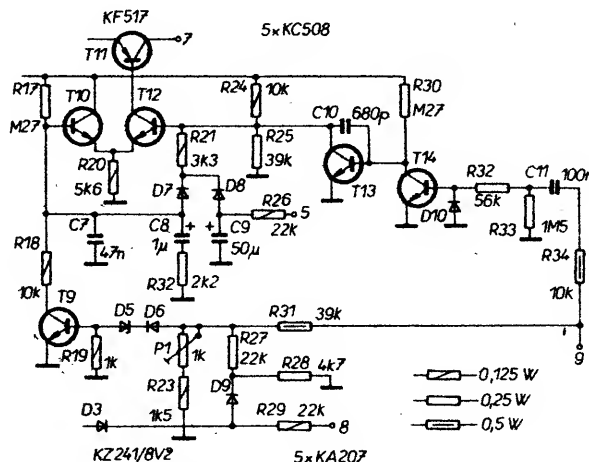 KF517
7
5×KC508
T11
R17
T10
T12
R24
10k
C10
680p
R30
M27
M27
R20
5k6
R21
3k3
R25
39k
T13
T14
R32
56k
C11
100n
D7
D8
R26
22k
5
D10
R33
1M5
R34
10k
C7
47n
C8
1µ
+
+
C9
50µ
R18
10k
R32
2k2
T9
D5
D6
R31
39k
9
R19
1k
P1
1k
R27
22k
R28
4k7
R23
1k5
D9
D3
R29
22k
8
0,125 W
0,25 W
0,5 W
KZ241/8V2
5×KA207